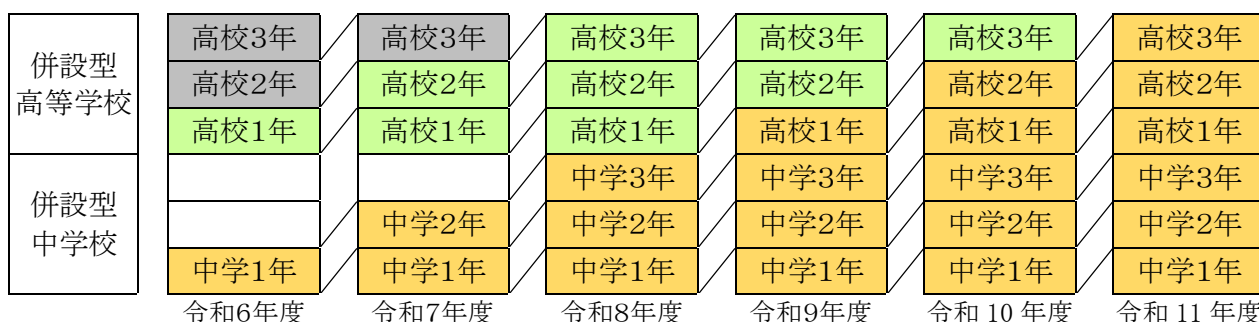 併設型
高等学校
高校3年 高校3年 高校3年 高校3年 高校3年 高校3年
高校2年 高校2年 高校2年 高校2年 高校2年 高校2年
高校1年 高校1年 高校1年 高校1年 高校1年 高校1年
併設型
中学校
中学3年 中学3年 中学3年 中学3年
中学2年 中学2年 中学2年 中学2年 中学2年
中学1年 中学1年 中学1年 中学1年 中学1年 中学1年
令和6年度 令和7年度 令和8年度 令和9年度 令和 10 年度 令和 11 年度